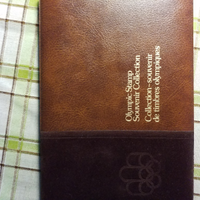 Olympic Stamp
Souvenir Collection
Collection-souvenir
de timbres olympiques